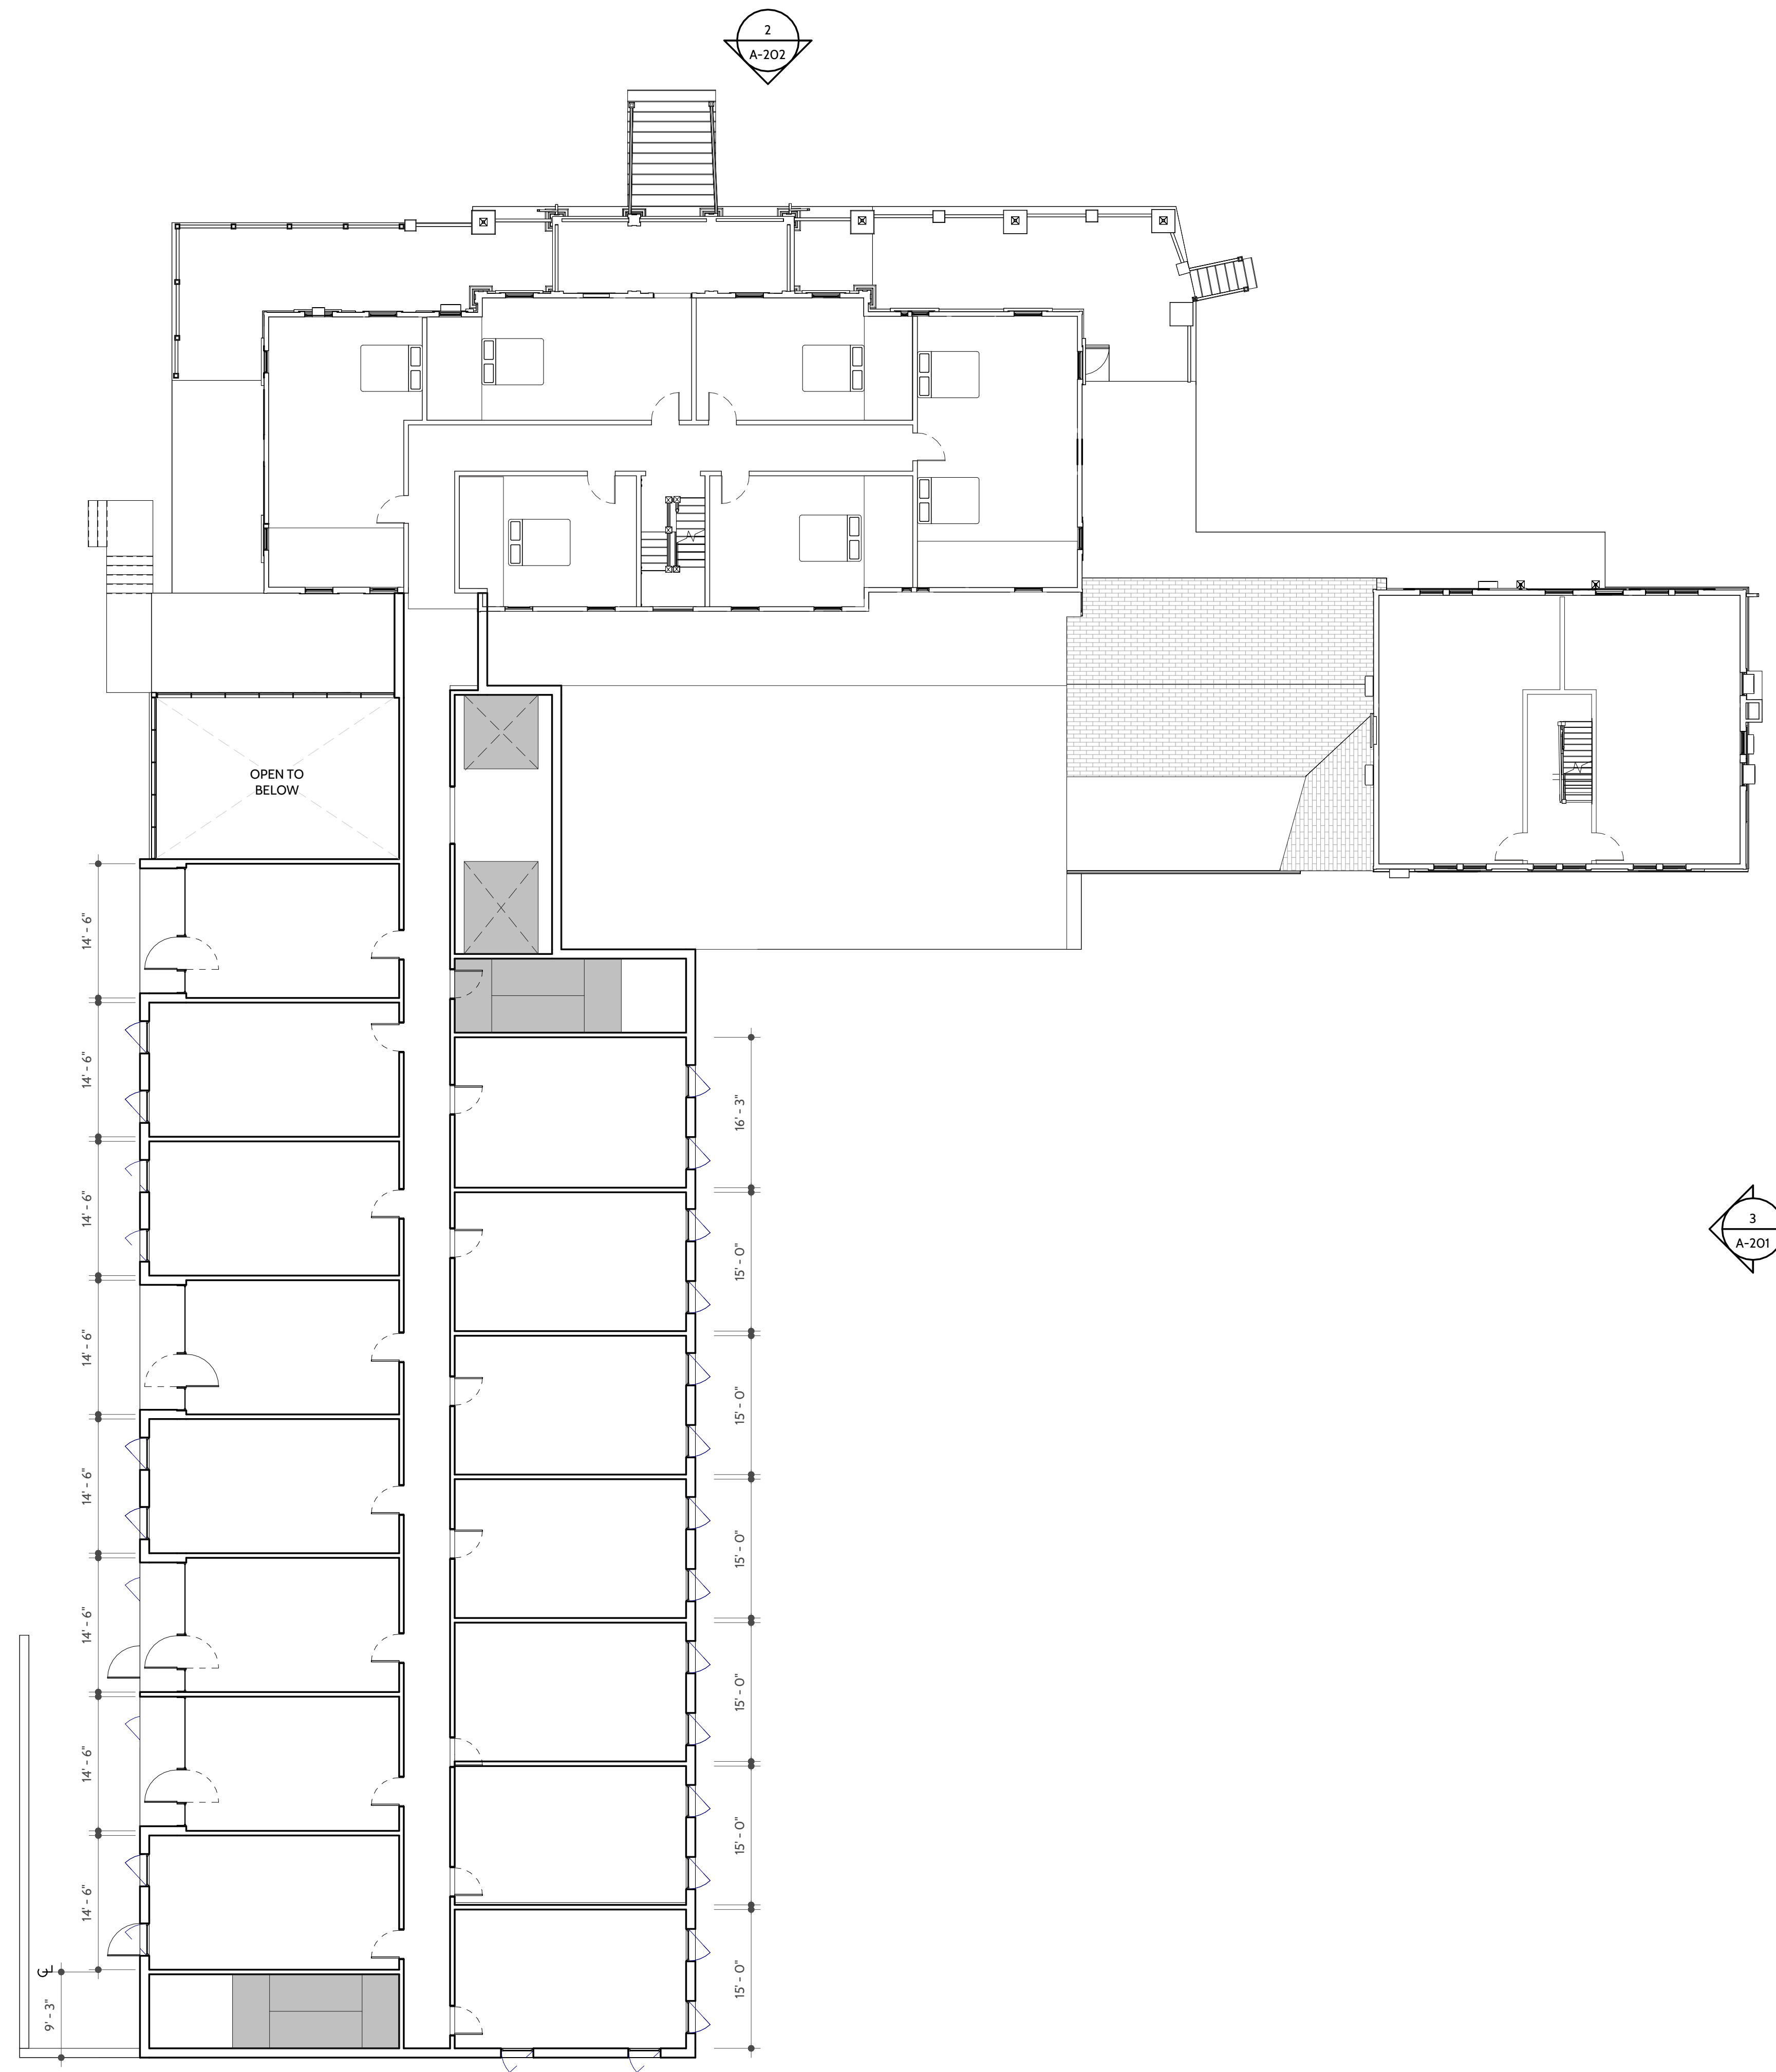 2
A-202
OPEN TO
BELOW
14' - 6"
14' - 6"
16' - 3"
14' - 6"
3
A-201
15' - 0"
14' - 6"
15' - 0"
14' - 6"
15' - 0"
14' - 6"
15' - 0"
14' - 6"
15' - 0"
14' - 6"
15' - 0"
℄
9' - 3"